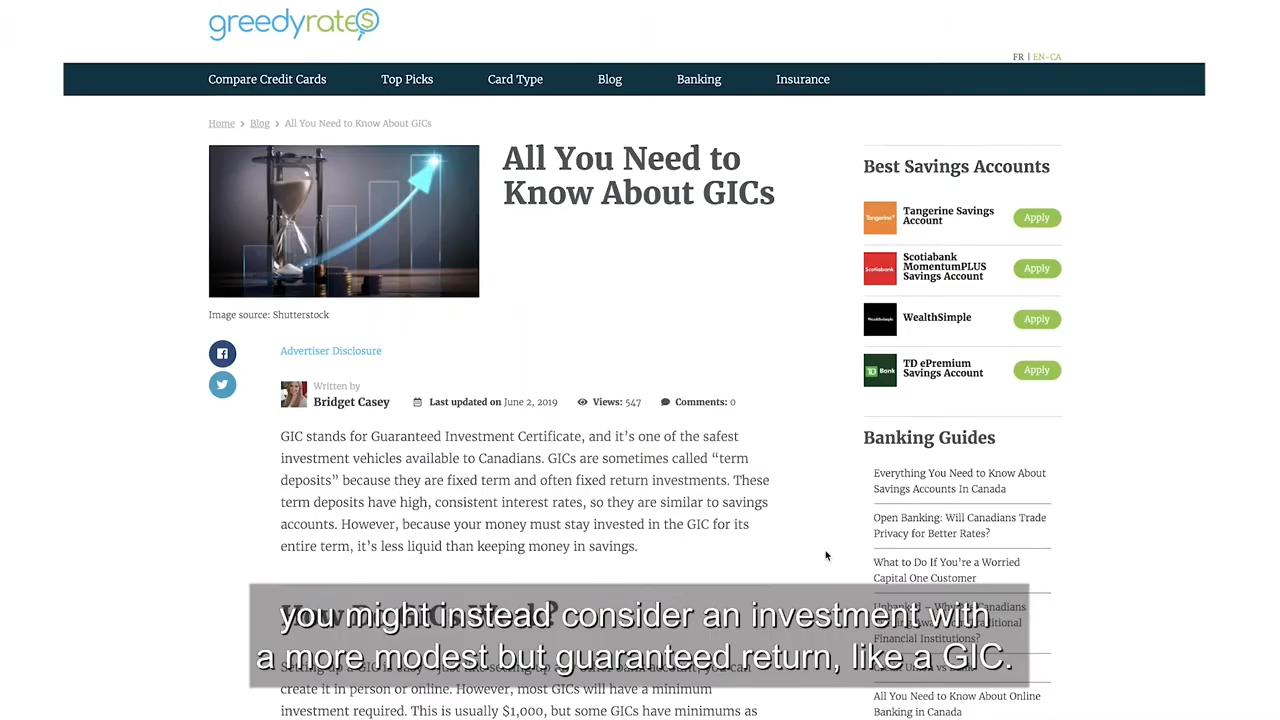 greedyrates
FR | EN-CA
Compare Credit Cards Top Picks Card Type Blog Banking Insurance
Home > Blog > All You Need to Know About GICs
All You Need to
Know About GICs
Image source: Shutterstock
Advertiser Disclosure
Written by
Bridget Casey
Last updated on June 2, 2019 Views: 547 Comments: 0
GIC stands for Guaranteed Investment Certificate, and it’s one of the safest
investment vehicles available to Canadians. GICs are sometimes called “term
deposits” because they are fixed term and often fixed return investments. These
term deposits have high, consistent interest rates, so they are similar to savings
accounts. However, because your money must stay invested in the GIC for its
entire term, it’s less liquid than keeping money in savings.
create it in person or online. However, most GICs will have a minimum
investment required. This is usually $1,000, but some GICs have minimums as
Best Savings Accounts
Tangerine
Tangerine Savings
Account
Apply
Scotiabank
Scotiabank
MomentumPLUS
Savings Account
Apply
WealthSimple
Apply
TD Bank
TD ePremium
Savings Account
Apply
Banking Guides
Everything You Need to Know About
Savings Accounts In Canada
Open Banking: Will Canadians Trade
Privacy for Better Rates?
What to Do If You’re a Worried
Capital One Customer
Financial Institutions?
All You Need to Know About Online
Banking in Canada
you might instead consider an investment with
a more modest but guaranteed return, like a GIC.